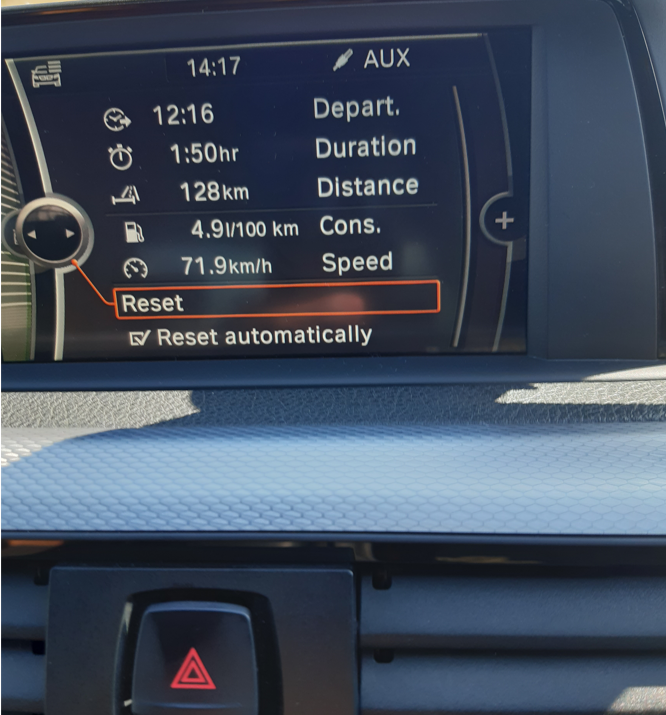 14:17 AUX
12:16 Depart.
1:50hr Duration
128km Distance
4.9l/100 km Cons.
71.9km/h Speed
Reset
Reset automatically